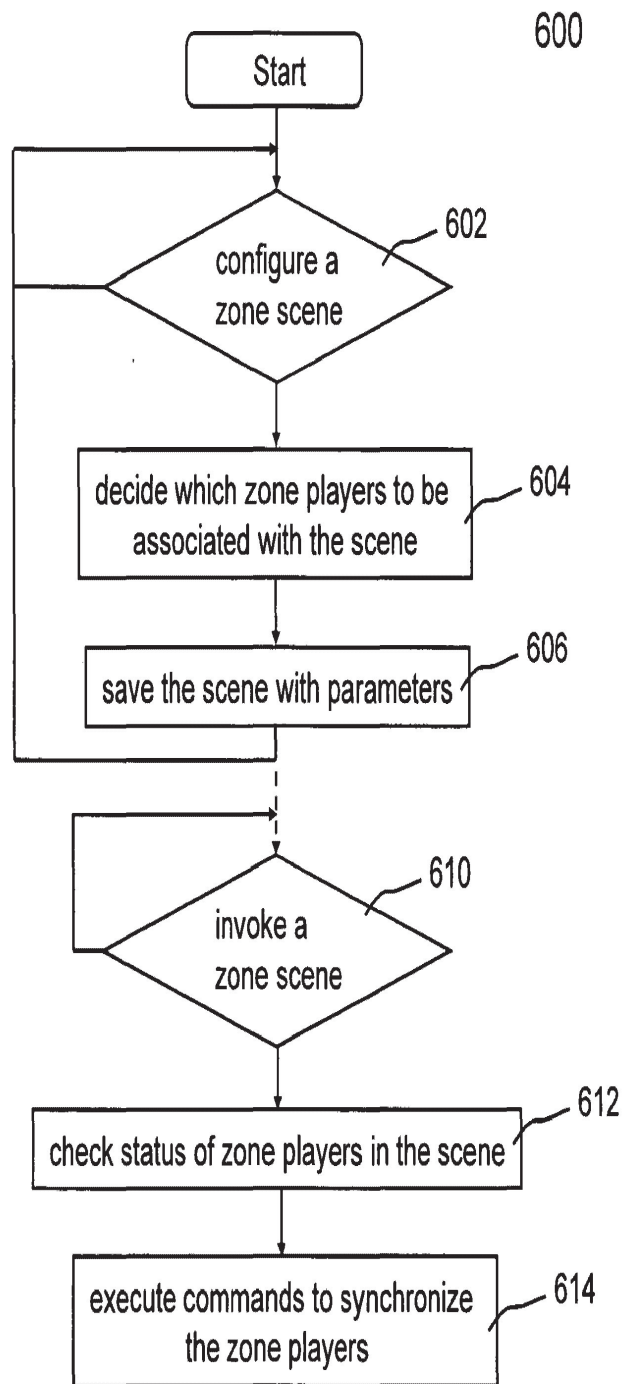 600
Start
602
configure a
zone scene
decide which zone players to be
associated with the scene
604
save the scene with parameters
606
610
invoke a
zone scene
612
check status of zone players in the scene
execute commands to synchronize
the zone players
614